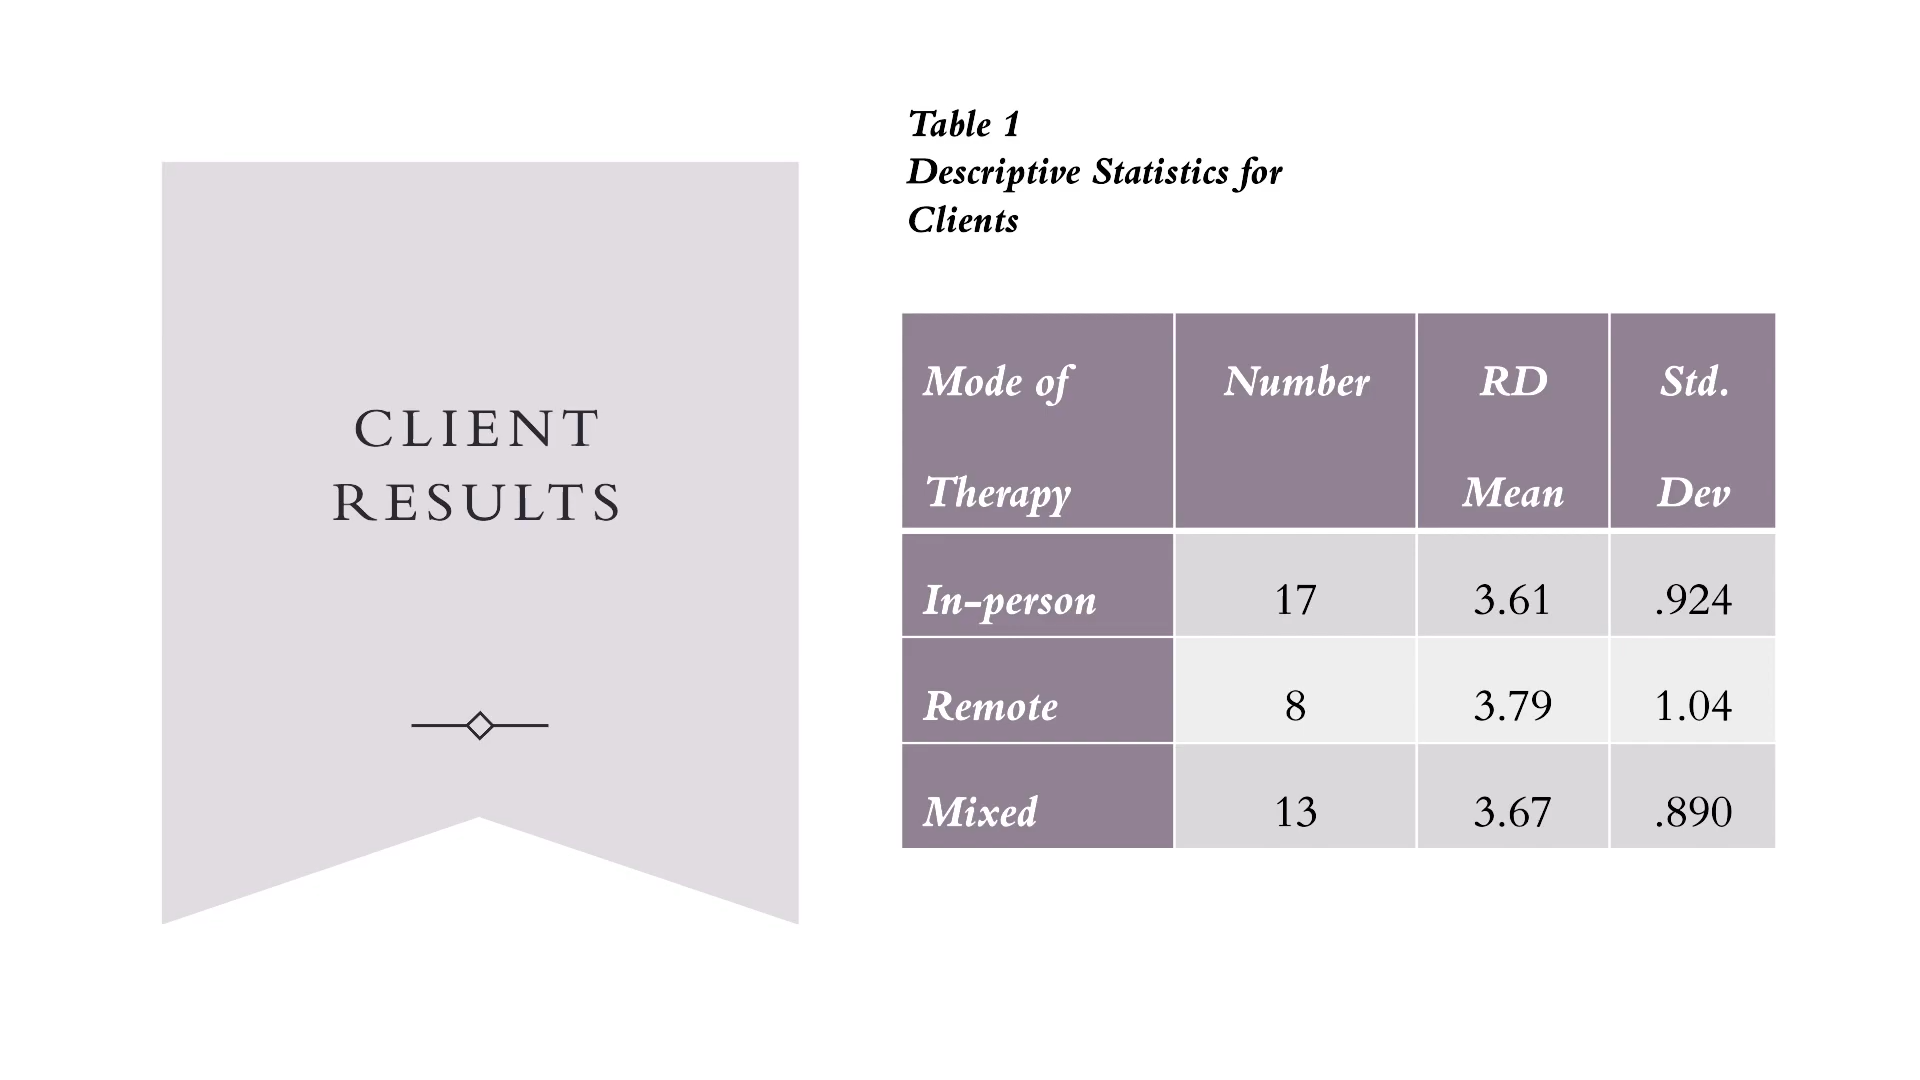 CLIENT
RESULTS
Table 1
Descriptive Statistics for
Clients
Mode of Therapy Number RD Mean Std. Dev
In-person 17 3.61 .924
Remote 8 3.79 1.04
Mixed 13 3.67 .890